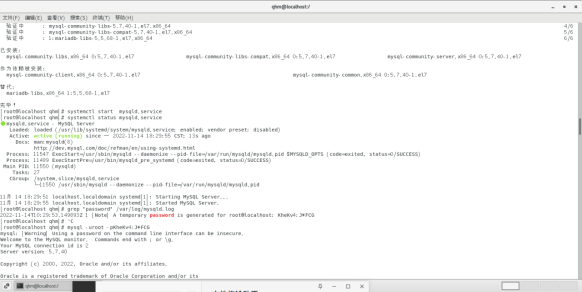 qhm@localhost:/
文件(F) 编辑(E) 查看(V) 搜索(S) 终端(T) 帮助(H)
验证中 : mysql-community-libs-5.7.40-1.el7.x86_64 4/6
验证中 : mysql-community-libs-compat-5.7.40-1.el7.x86_64 5/6
验证中 : 1:mariadb-libs-5.5.60-1.el7.x86_64 6/6
已安装:
mysql-community-libs.x86_64 0:5.7.40-1.el7 mysql-community-libs-compat.x86_64 0:5.7.40-1.el7 mysql-community-server.x86_64 0:5.7.40-1.el7
作为依赖被安装:
mysql-community-client.x86_64 0:5.7.40-1.el7 mysql-community-common.x86_64 0:5.7.40-1.el7
替代:
mariadb-libs.x86_64 1:5.5.60-1.el7
完毕!
[root@localhost qhm]# systemctl start mysqld.service
[root@localhost qhm]# systemctl status mysqld.service
● mysqld.service - MySQL Server
Loaded: loaded (/usr/lib/systemd/system/mysqld.service; enabled; vendor preset: disabled)
Active: active (running) since 一 2022-11-14 18:29:55 CST; 13s ago
Docs: man:mysqld(8)
http://dev.mysql.com/doc/refman/en/using-systemd.html
Process: 11547 ExecStart=/usr/sbin/mysqld --daemonize --pid-file=/var/run/mysqld/mysqld.pid $MYSQLD_OPTS (code=exited, status=0/SUCCESS)
Process: 11489 ExecStartPre=/usr/bin/mysqld_pre_systemd (code=exited, status=0/SUCCESS)
Main PID: 11550 (mysqld)
Tasks: 27
CGroup: /system.slice/mysqld.service
└─11550 /usr/sbin/mysqld --daemonize --pid-file=/var/run/mysqld/mysqld.pid
11月 14 18:29:51 localhost.localdomain systemd[1]: Starting MySQL Server...
11月 14 18:29:55 localhost.localdomain systemd[1]: Started MySQL Server.
[root@localhost qhm]# grep "password" /var/log/mysqld.log
[Note] A temporary password is generated for root@localhost:
[root@localhost qhm]# ^C
[root@localhost qhm]# mysql -uroot
mysql: [Warning] Using a password on the command line interface can be insecure.
Welcome to the MySQL monitor. Commands end with ; or \g.
Your MySQL connection id is 2
Server version: 5.7.40
Copyright (c) 2000, 2022, Oracle and/or its affiliates.
Oracle is a registered trademark of Oracle Corporation and/or its
qhm@localhost:/